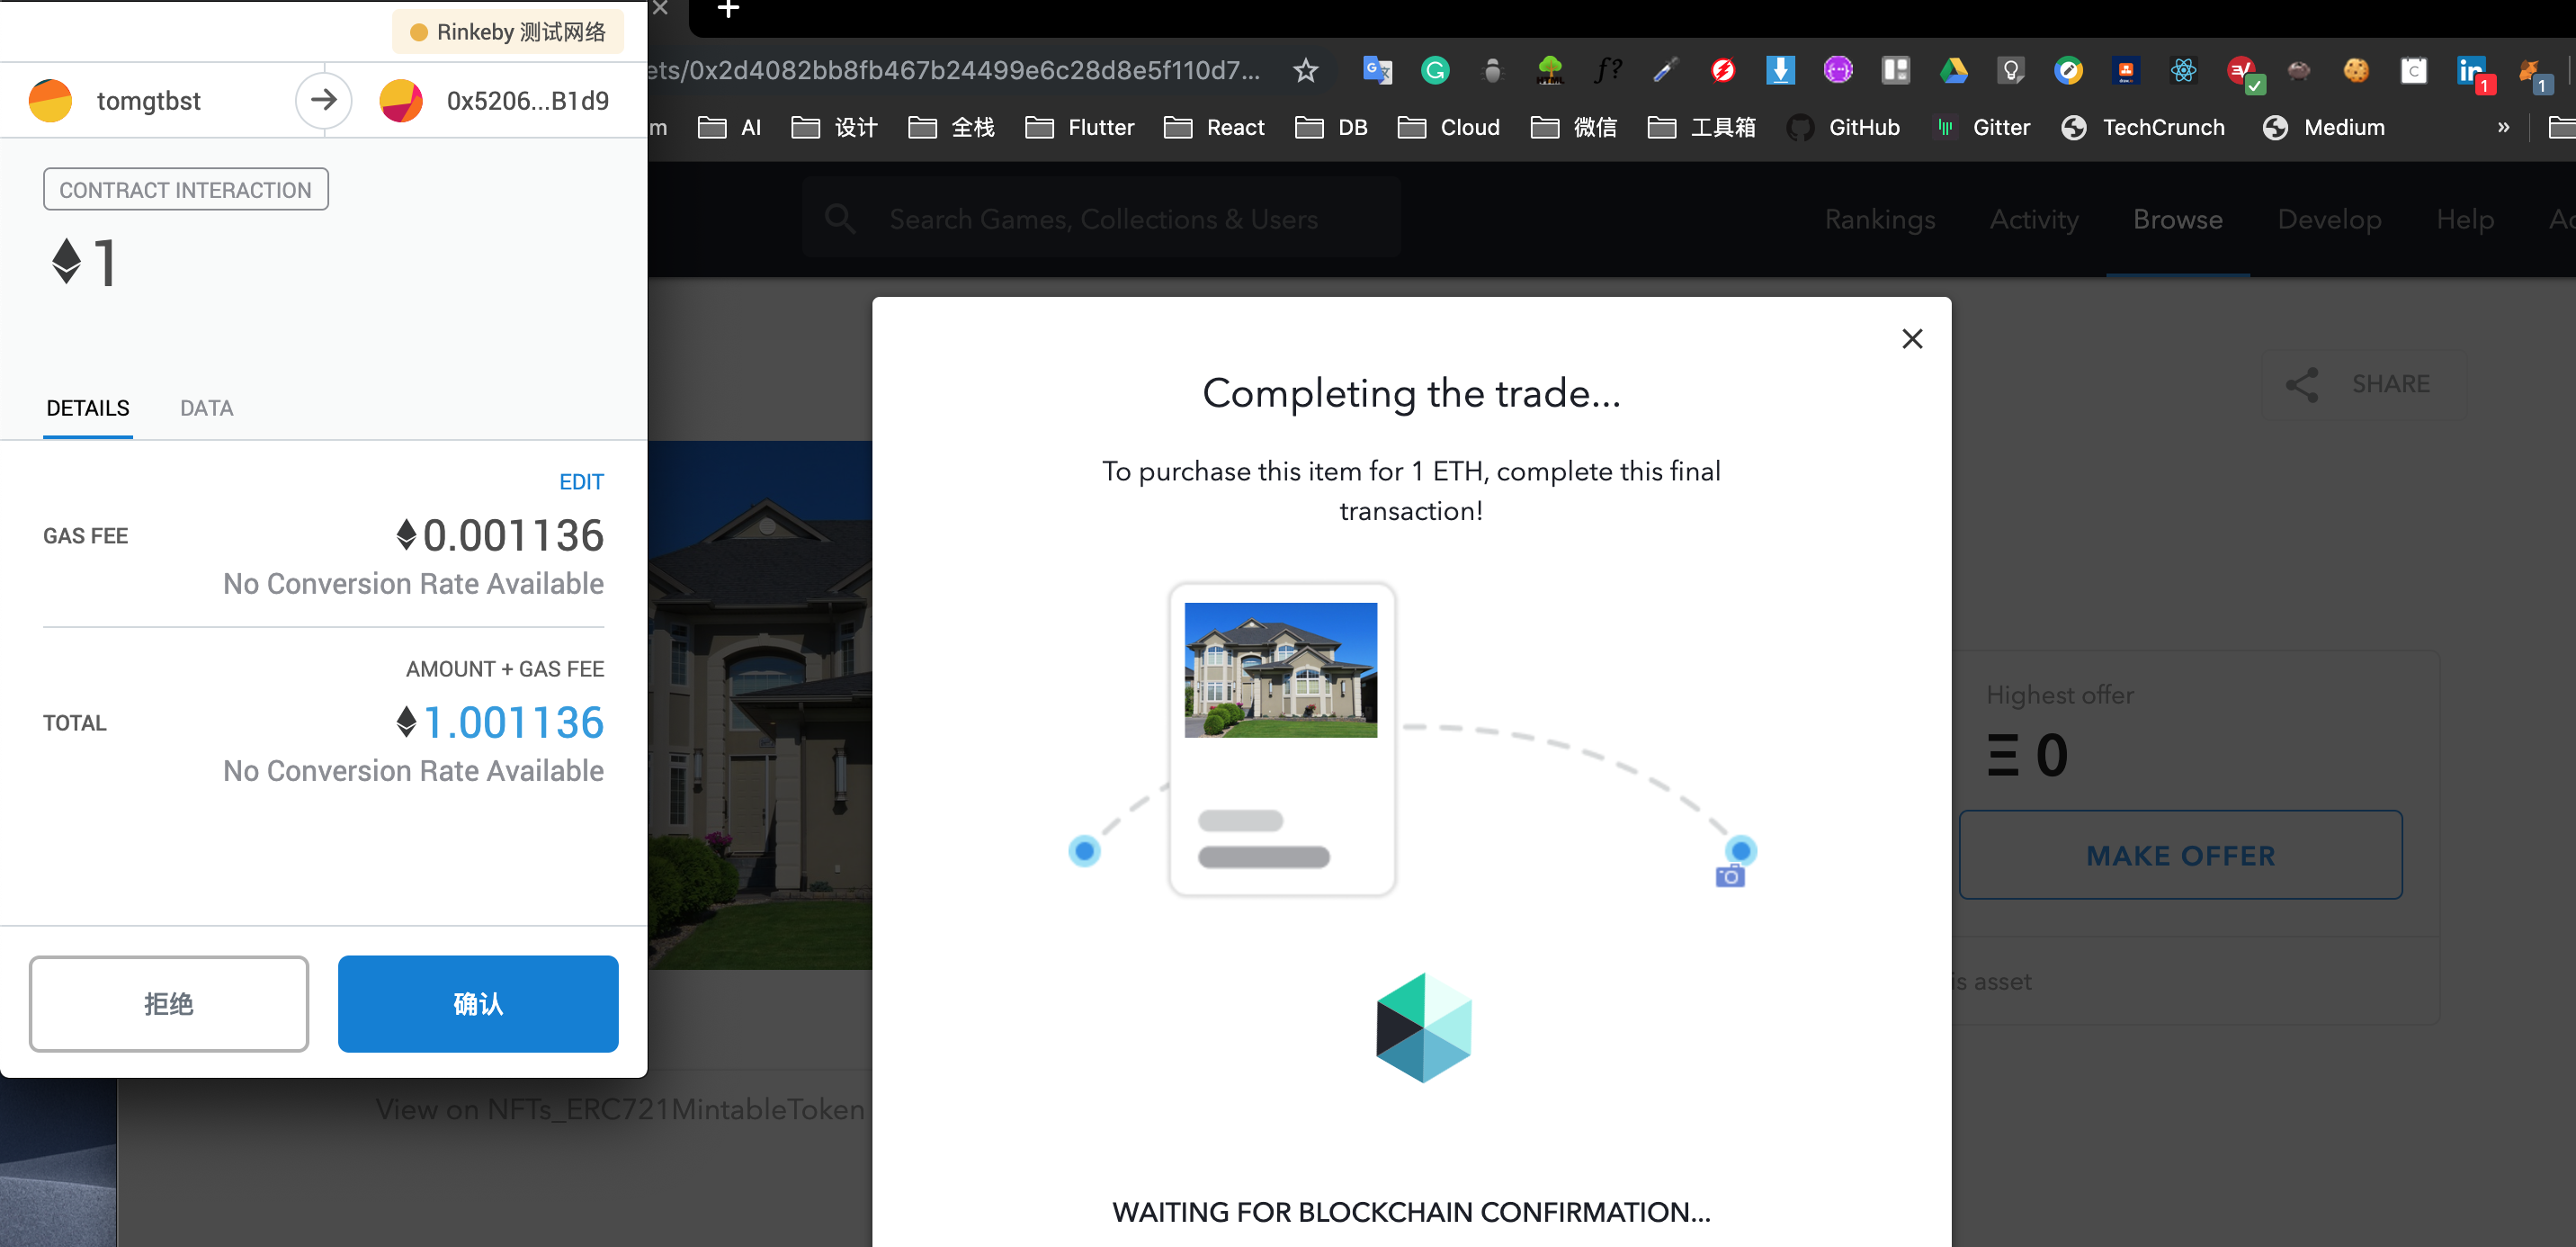 Rinkeby 测试网络
tomgtbst
0x5206...B1d9
CONTRACT INTERACTION
1
DETAILS
DATA
EDIT
GAS FEE
0.001136
No Conversion Rate Available
AMOUNT + GAS FEE
TOTAL
1.001136
No Conversion Rate Available
拒绝
确认
ets/0x2d4082bb8fb467b24499e6c28d8e5f110d7...
1
1
m
AI
设计
全栈
Flutter
React
DB
Cloud
微信
工具箱
GitHub
Gitter
TechCrunch
Medium
»
Search Games, Collections & Users
Rankings
Activity
Browse
Develop
Help
Ac
SHARE
Completing the trade...
To purchase this item for 1 ETH, complete this final
transaction!
WAITING FOR BLOCKCHAIN CONFIRMATION...
Highest offer
Ξ 0
MAKE OFFER
is asset
View on NFTs_ERC721MintableToken